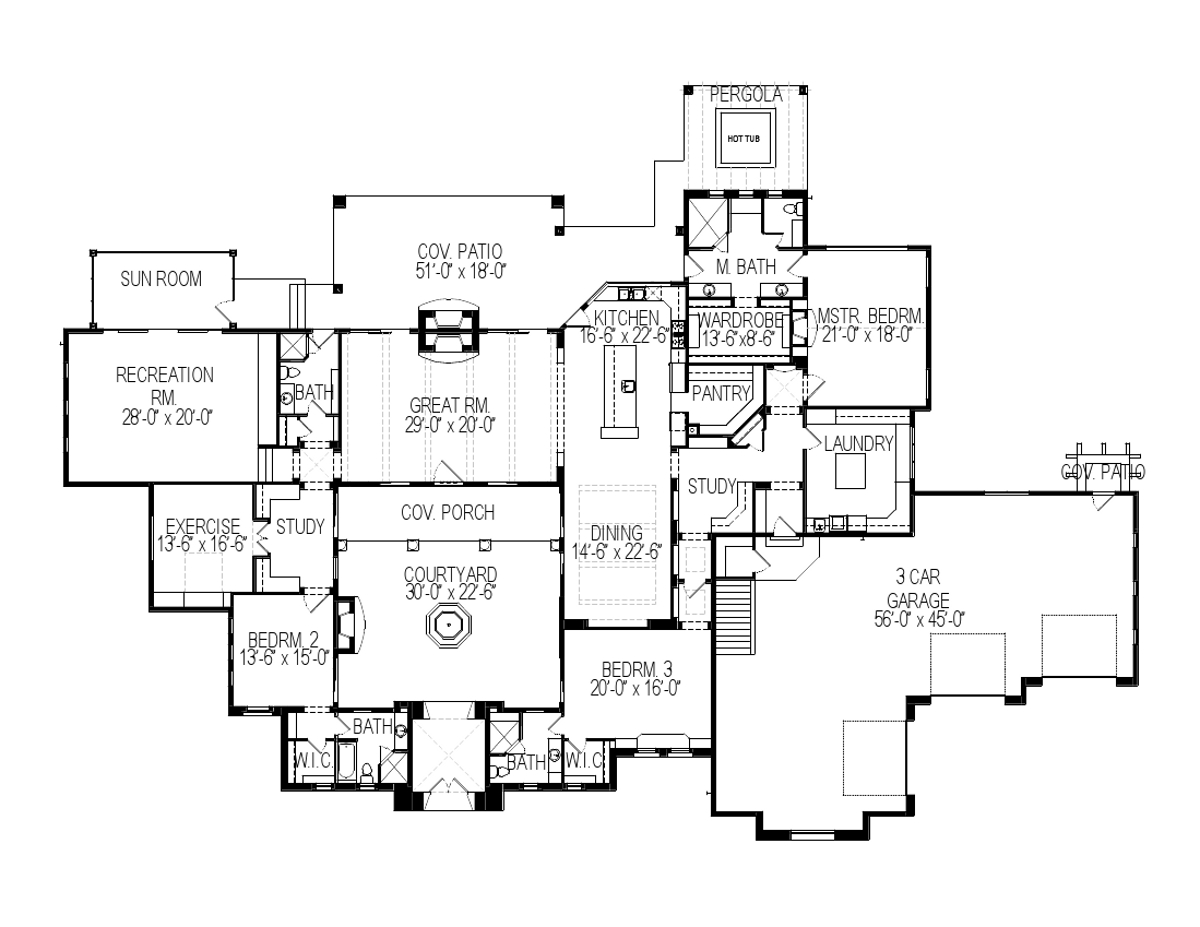 PERGOLA
HOT TUB
COV. PATIO
51'-0" x 18'-0"
SUN ROOM
M. BATH
KITCHEN
16'-6" x 22'-6"
WARDROBE
13'-6"x8'-6"
MSTR. BEDRM.
21'-0" x 18'-0"
RECREATION
RM.
28'-0" x 20'-0"
BATH
GREAT RM.
29'-0" x 20'-0"
PANTRY
LAUNDRY
COV. PATIO
STUDY
EXERCISE
13'-6" x 16'-6"
STUDY
COV. PORCH
DINING
14'-6" x 22'-6"
COURTYARD
30'-0" x 22'-6"
3 CAR
GARAGE
56'-0" x 45'-0"
BEDRM. 2
13'-6" x 15'-0"
BEDRM. 3
20'-0" x 16'-0"
BATH
W.I.C.
BATH
W.I.C.